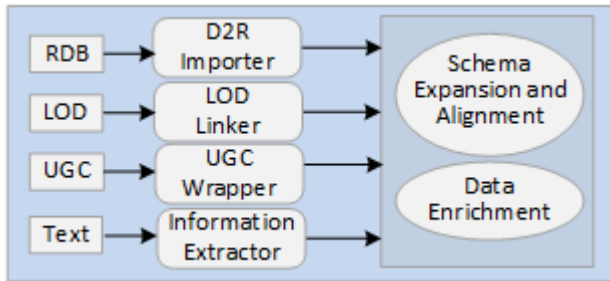 RDB
D2R
Importer
LOD
LOD
Linker
UGC
UGC
Wrapper
Text
Information
Extractor
Schema
Expansion and
Alignment
Data
Enrichment